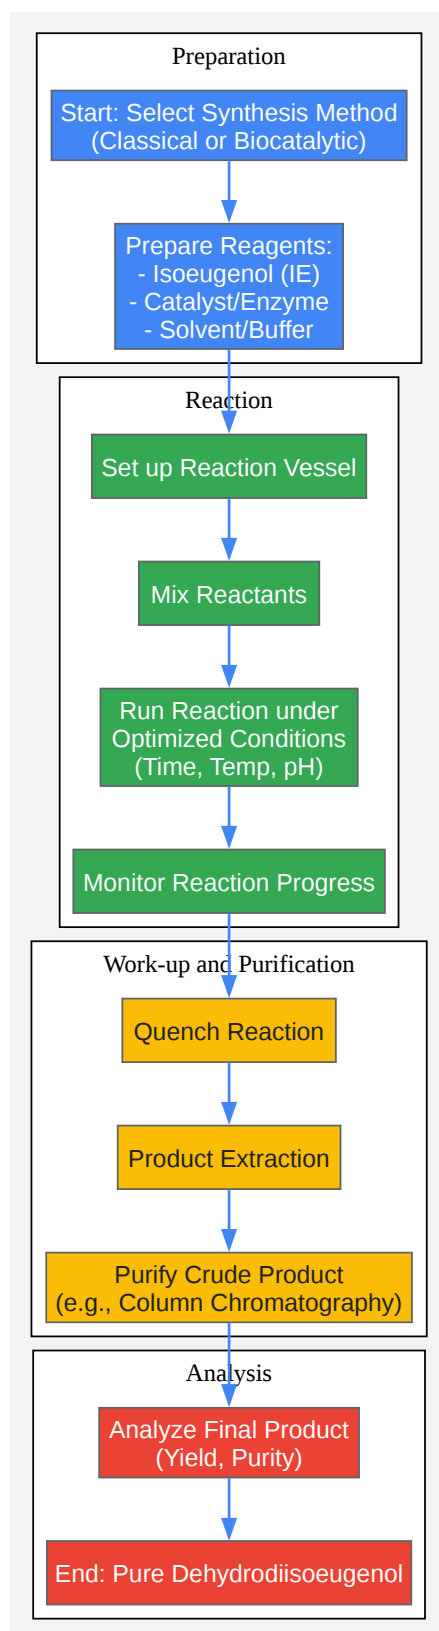 Preparation
Start: Select Synthesis Method
(Classical or Biocatalytic)
Prepare Reagents:
- Isoeugenol (IE)
- Catalyst/Enzyme
- Solvent/Buffer
Reaction
Set up Reaction Vessel
Mix Reactants
Run Reaction under
Optimized Conditions
(Time, Temp, pH)
Monitor Reaction Progress
Work-up and Purification
Quench Reaction
Product Extraction
Purify Crude Product
(e.g., Column Chromatography)
Analysis
Analyze Final Product
(Yield, Purity)
End: Pure Dehydrodiisoeugenol